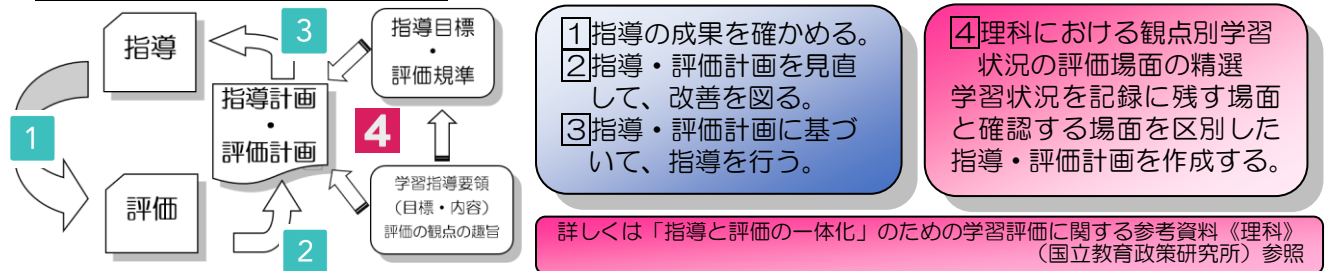 指導
3
指導目標
・
評価規準
指導計画
・
評価計画
4
1
評価
2
学習指導要領
(目標・内容)
評価の観点の趣旨
1指導の成果を確かめる。
2指導・評価計画を見直
して、改善を図る。
3指導・評価計画に基づ
いて、指導を行う。
4理科における観点別学習
状況の評価場面の精選
学習状況を記録に残す場面
と確認する場面を区別した
指導・評価計画を作成する。
詳しくは「指導と評価の一体化」のための学習評価に関する参考資料《理科》
(国立教育政策研究所)参照